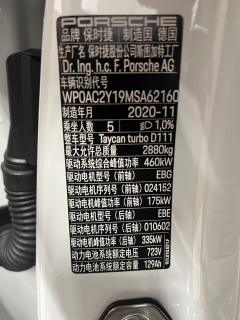 PORSCHE
品牌 保时捷 制造国 德国
生产厂名 保时捷股份公司斯图加特工厂
Dr. Ing. h.c. F. Porsche AG
车辆识别代号
WP0AC2Y19MSA62160
制造年月 2020-11
乘坐人数 5 1,0%
整车型号 Taycan turbo D1111
最大允许总质量 2880kg
驱动系统综合峰值功率 460kW
驱动电机型号（前轴） EBG
驱动电机序列号（前轴） 024152
驱动电机峰值功率（前轴） 175kW
驱动电机型号（后轴） EBE
驱动电机序列号（后轴） 010602
驱动电机峰值功率（后轴） 335kW
动力电池系统额定电压 723V
动力电池系统额定容量 129Ah